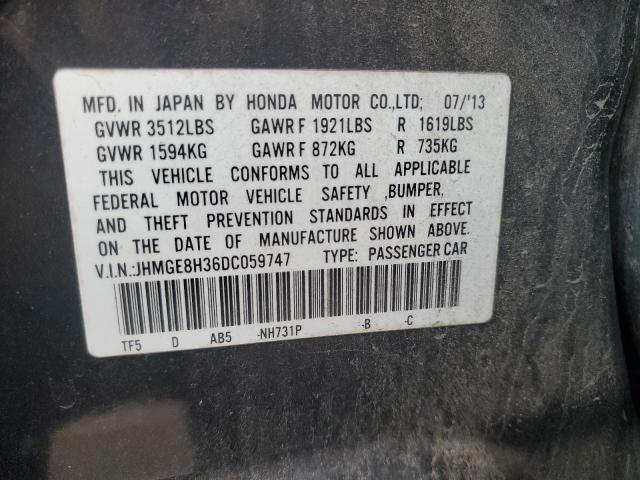 MFD. IN JAPAN BY HONDA MOTOR CO.,LTD; 07/'13
GVWR 3512LBS GAWR F 1921LBS R 1619LBS
GVWR 1594KG GAWR F 872KG R 735KG
THIS VEHICLE CONFORMS TO ALL APPLICABLE
FEDERAL MOTOR VEHICLE SAFETY ,BUMPER,
AND THEFT PREVENTION STANDARDS IN EFFECT
ON THE DATE OF MANUFACTURE SHOWN ABOVE.
V.I.N.:JHMGE8H36DC059747 TYPE: PASSENGER CAR
TF5 D AB5 -NH731P -B -C